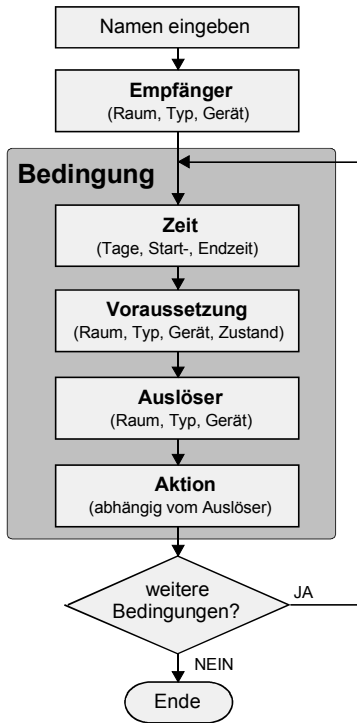 Namen eingeben
Empfänger
(Raum, Typ, Gerät)
Bedingung
Zeit
(Tage, Start-, Endzeit)
Voraussetzung
(Raum, Typ, Gerät, Zustand)
Auslöser
(Raum, Typ, Gerät)
Aktion
(abhängig vom Auslöser)
weitere
Bedingungen?
JA
NEIN
Ende